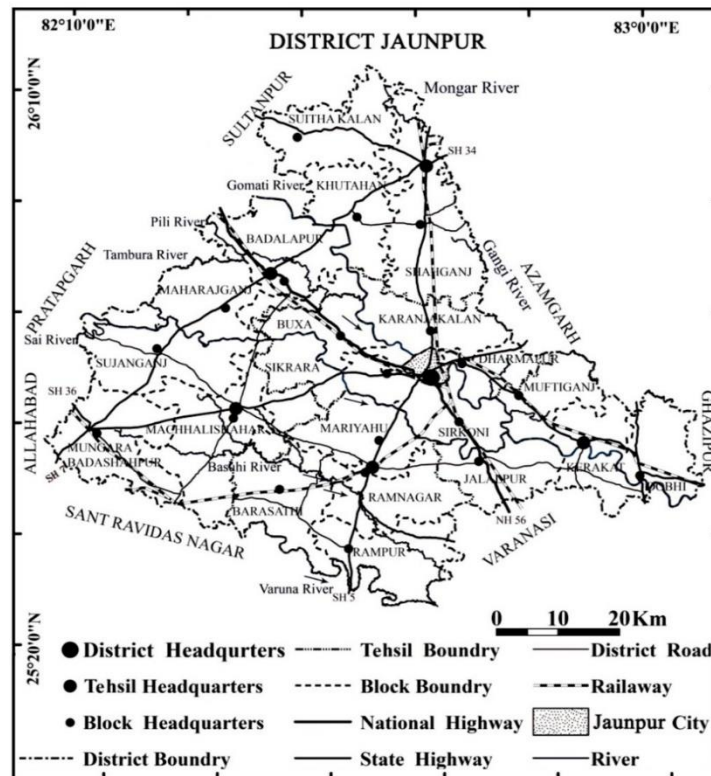 82°10'0"E
83°0'0"E
DISTRICT JAUNPUR
26°10'0"N
Mongar River
SULTANPUR
SUITHA KALAN
SH 34
KHUTAHAN
Gomati River
Pili River
BADALAPUR
Tambura River
SHAHGANJ
Gangi River
AZAMGARH
PRATAPGARH
MAHARAJGANJ
KARANJAKALAN
BUXA
Sai River
SUJANGANJ
DHARMAPUR
SIKRARA
MUFTIGANJ
SH 36
ALLAHABAD
GHAZIPUR
MACHHALISHAHAR
MARIYAHU
SIRKONI
MUNGARA
BADASHAHPUR
Basuhi River
KERAKAT
JALALPUR
DOBHI
RAMNAGAR
BARASATHI
NH 56
VARANASI
SANT RAVIDAS NAGAR
RAMPUR
Varuna River
SH 5
0 10 20Km
25°20'0"N
District Headqurters
Tehsil Boundry
District Road
Tehsil Headquarters
Block Boundry
Railaway
Block Headquarters
National Highway
Jaunpur City
District Boundry
State Highway
River